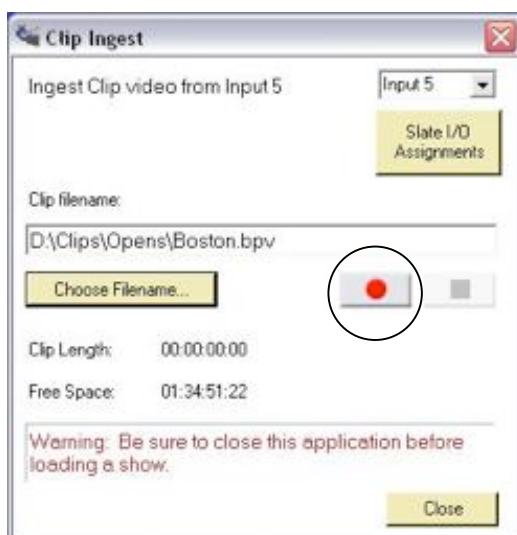 Clip Ingest
Ingest Clip video from Input 5
Input 5
Slate I/O
Assignments
Clip filename:
D:\Clips\Opens\Boston.bpv
Choose Filename...
Clip Length: 00:00:00:00
Free Space: 01:34:51:22
Warning: Be sure to close this application before
loading a show.
Close